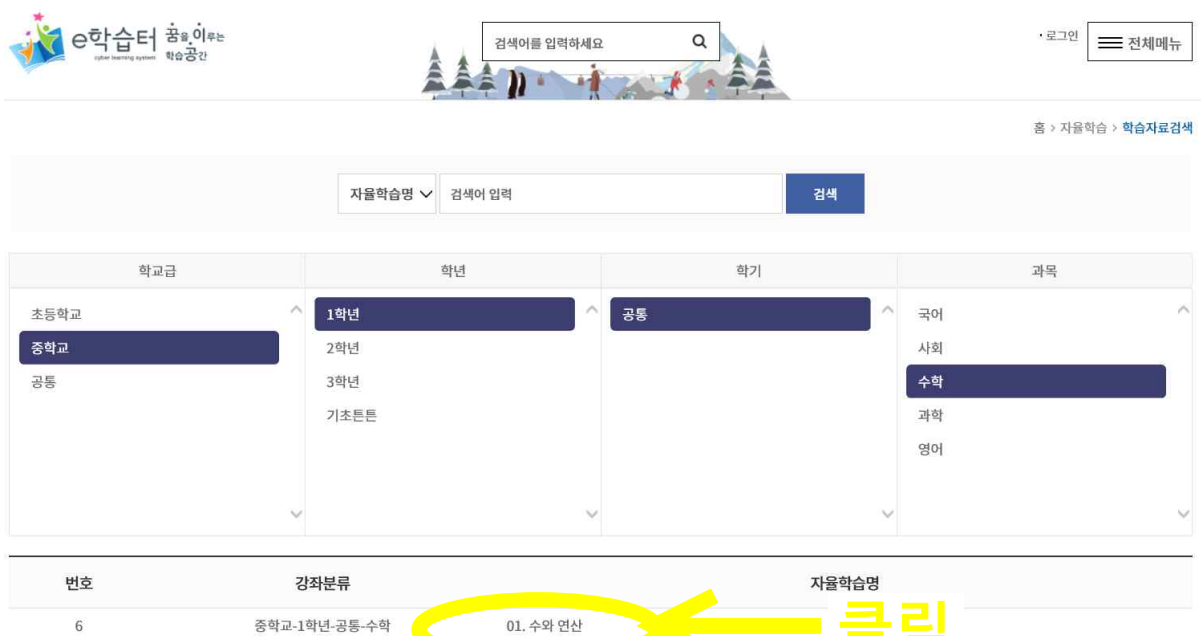 e학습터 꿈을 이루는
cyber learning system 학습공간
검색어를 입력하세요
로그인
전체메뉴
홈 > 자율학습 > 학습자료검색
자율학습명 검색어 입력 검색
학교급 학년 학기 과목
초등학교 1학년 공통 국어
중학교 2학년 사회
공통 3학년 수학
기초튼튼 과학
영어
번호 강좌분류 자율학습명
6 중학교-1학년-공통-수학 01. 수와 연산
클릭